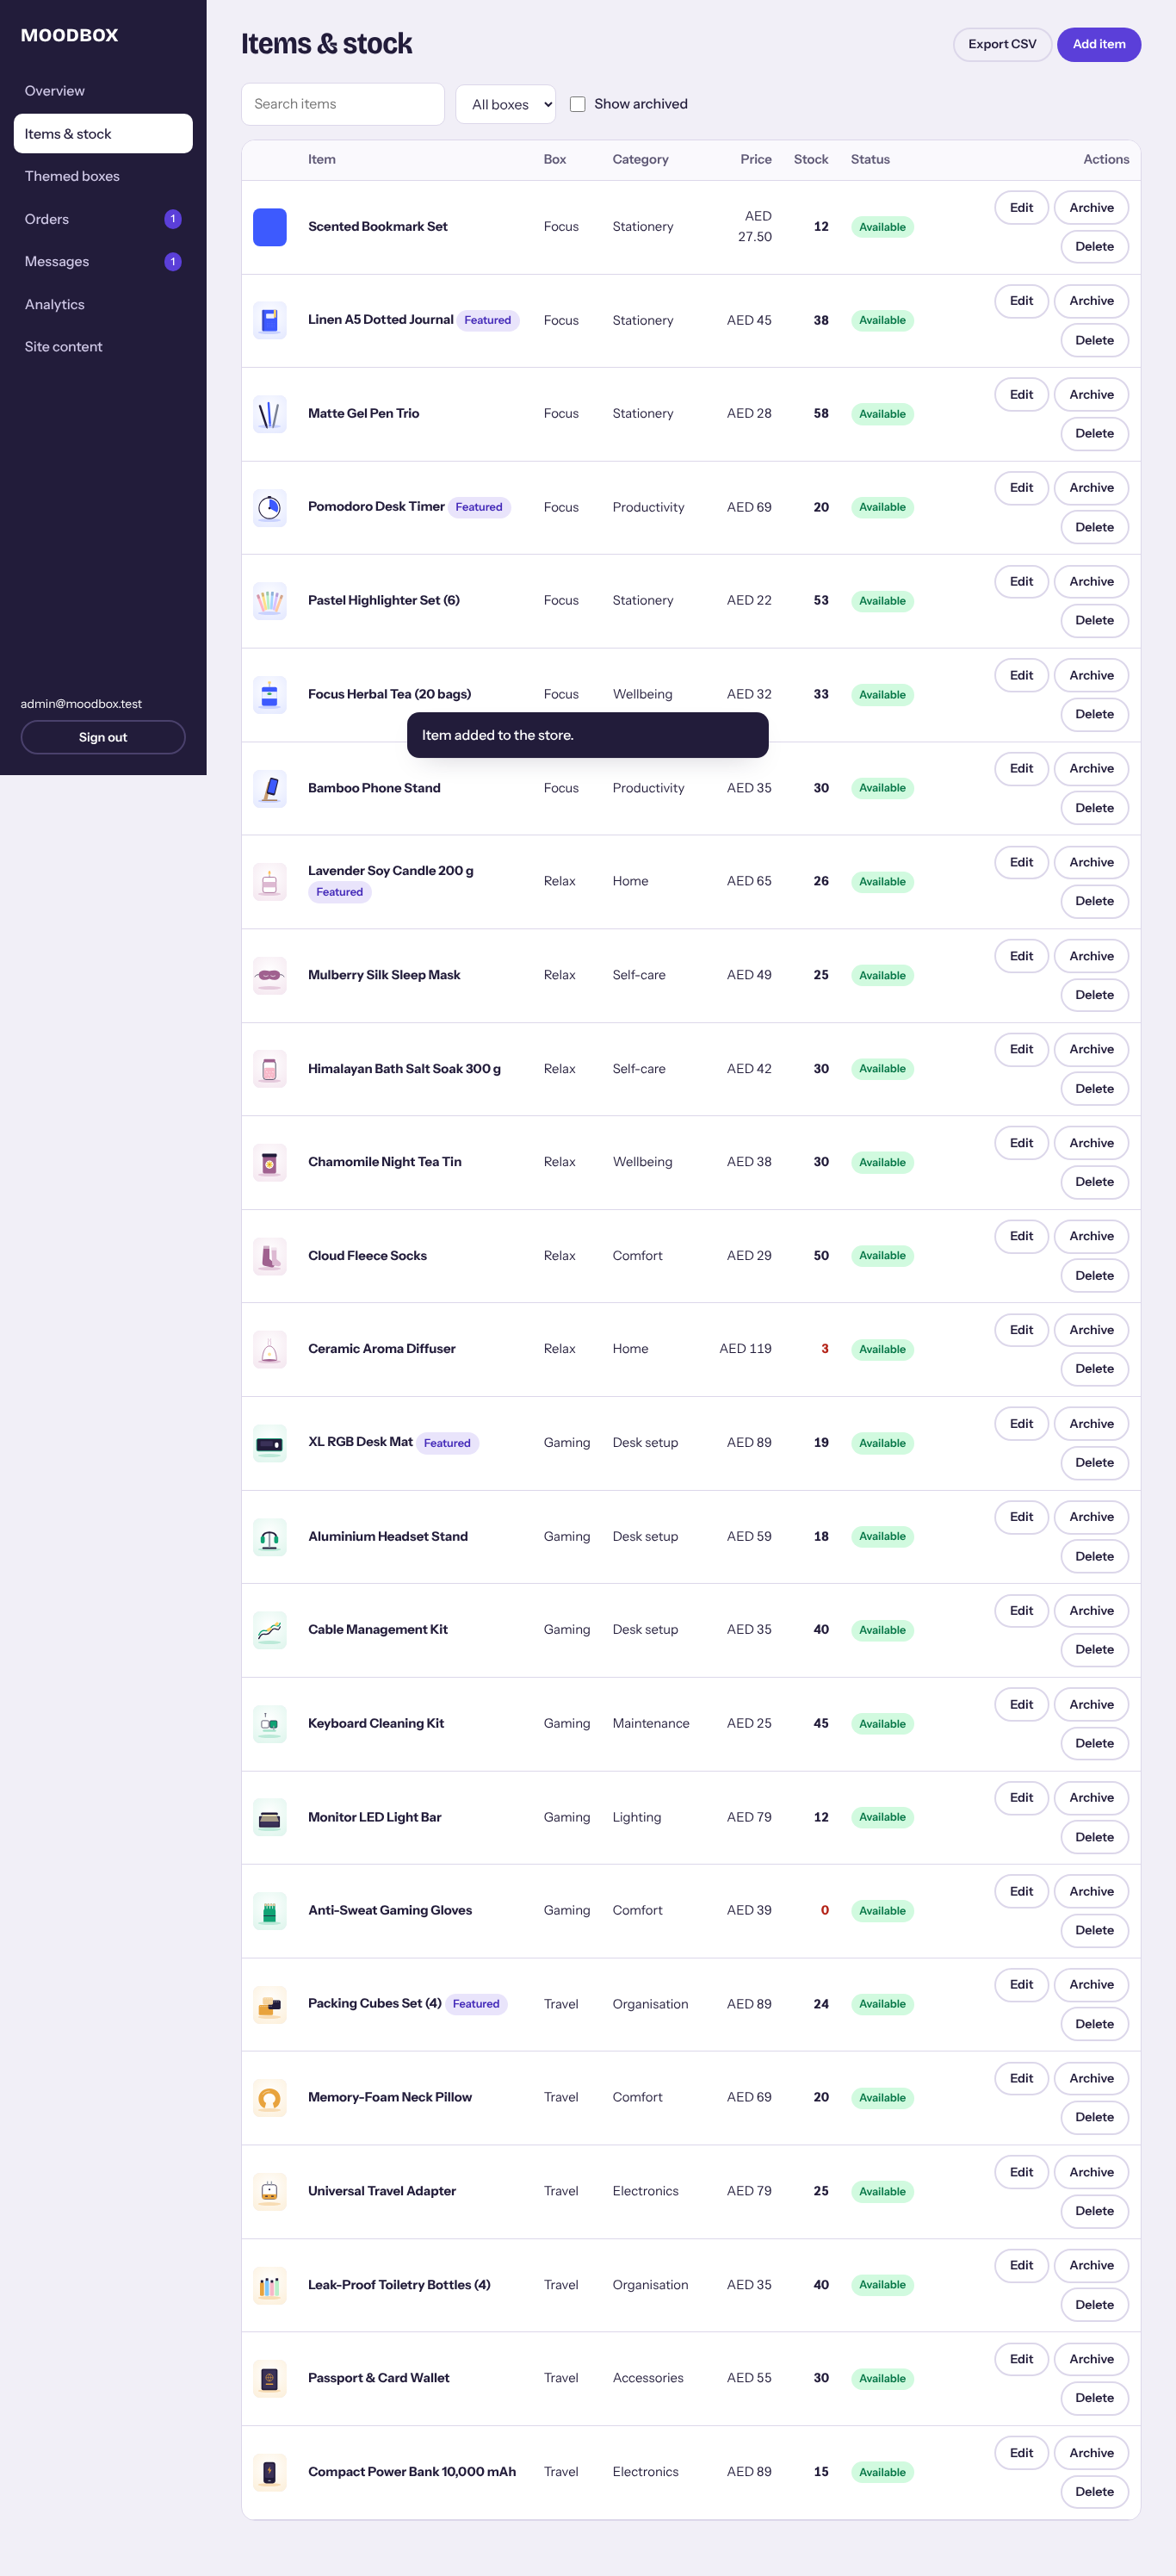 MOODBOX
Overview
Items & stock
Themed boxes
Orders 1
Messages 1
Analytics
Site content
admin@moodbox.test
Sign out
Items & stock
Export CSV Add item
Search items All boxes Show archived
Item Box Category Price Stock Status Actions
Scented Bookmark Set Focus Stationery AED 27.50 12 Available Edit Archive Delete
Linen A5 Dotted Journal Featured Focus Stationery AED 45 38 Available Edit Archive Delete
Matte Gel Pen Trio Focus Stationery AED 28 58 Available Edit Archive Delete
Pomodoro Desk Timer Featured Focus Productivity AED 69 20 Available Edit Archive Delete
Pastel Highlighter Set (6) Focus Stationery AED 22 53 Available Edit Archive Delete
Focus Herbal Tea (20 bags) Focus Wellbeing AED 32 33 Available Edit Archive Delete
Item added to the store.
Bamboo Phone Stand Focus Productivity AED 35 30 Available Edit Archive Delete
Lavender Soy Candle 200 g Featured Relax Home AED 65 26 Available Edit Archive Delete
Mulberry Silk Sleep Mask Relax Self-care AED 49 25 Available Edit Archive Delete
Himalayan Bath Salt Soak 300 g Relax Self-care AED 42 30 Available Edit Archive Delete
Chamomile Night Tea Tin Relax Wellbeing AED 38 30 Available Edit Archive Delete
Cloud Fleece Socks Relax Comfort AED 29 50 Available Edit Archive Delete
Ceramic Aroma Diffuser Relax Home AED 119 3 Available Edit Archive Delete
XL RGB Desk Mat Featured Gaming Desk setup AED 89 19 Available Edit Archive Delete
Aluminium Headset Stand Gaming Desk setup AED 59 18 Available Edit Archive Delete
Cable Management Kit Gaming Desk setup AED 35 40 Available Edit Archive Delete
Keyboard Cleaning Kit Gaming Maintenance AED 25 45 Available Edit Archive Delete
Monitor LED Light Bar Gaming Lighting AED 79 12 Available Edit Archive Delete
Anti-Sweat Gaming Gloves Gaming Comfort AED 39 0 Available Edit Archive Delete
Packing Cubes Set (4) Featured Travel Organisation AED 89 24 Available Edit Archive Delete
Memory-Foam Neck Pillow Travel Comfort AED 69 20 Available Edit Archive Delete
Universal Travel Adapter Travel Electronics AED 79 25 Available Edit Archive Delete
Leak-Proof Toiletry Bottles (4) Travel Organisation AED 35 40 Available Edit Archive Delete
Passport & Card Wallet Travel Accessories AED 55 30 Available Edit Archive Delete
Compact Power Bank 10,000 mAh Travel Electronics AED 89 15 Available Edit Archive Delete